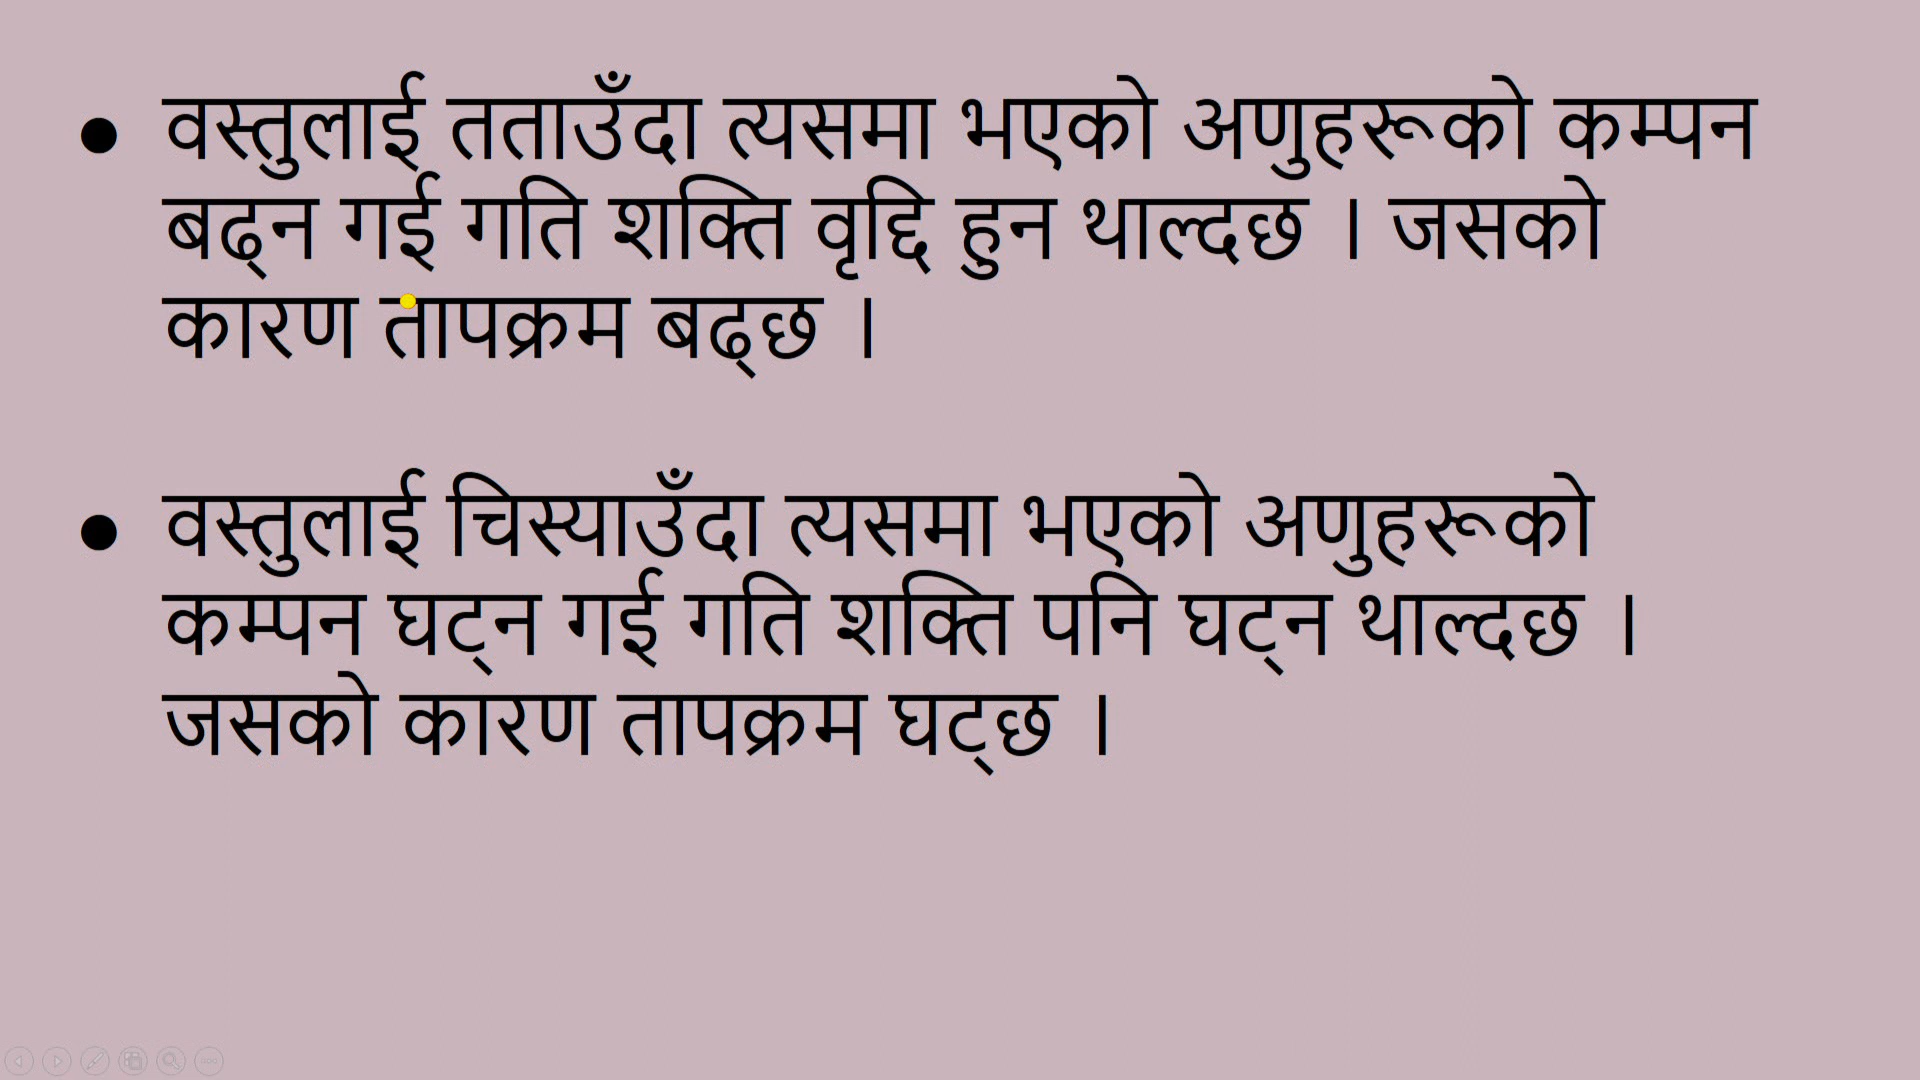 ● वस्तुलाई तताउँदा त्यसमा भएको अणुहरूको कम्पन
बढ्न गई गति शक्ति वृद्दि हुन थाल्दछ । जसको
कारण तापक्रम बढ्छ ।
● वस्तुलाई चिस्याउँदा त्यसमा भएको अणुहरूको
कम्पन घट्न गई गति शक्ति पनि घट्न थाल्दछ ।
जसको कारण तापक्रम घट्छ ।